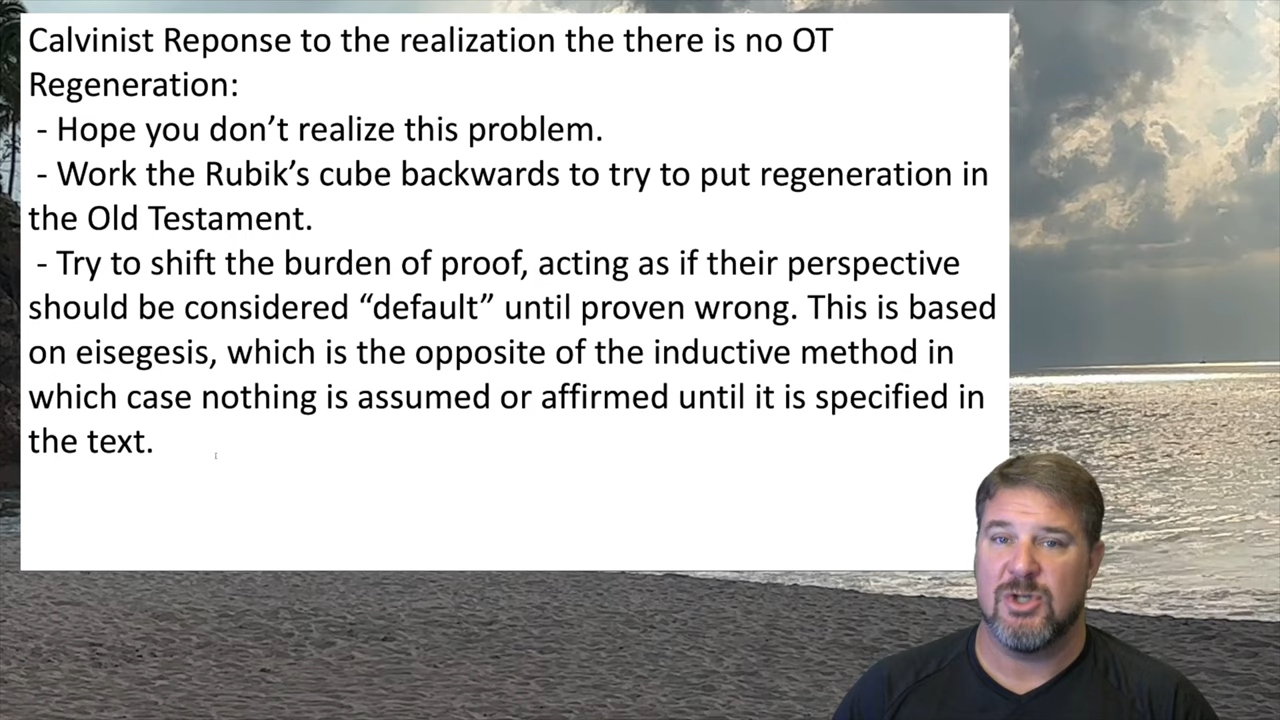 Calvinist Reponse to the realization the there is no OT
Regeneration:
- Hope you don’t realize this problem.
- Work the Rubik’s cube backwards to try to put regeneration in
the Old Testament.
- Try to shift the burden of proof, acting as if their perspective
should be considered “default” until proven wrong. This is based
on eisegesis, which is the opposite of the inductive method in
which case nothing is assumed or affirmed until it is specified in
the text.